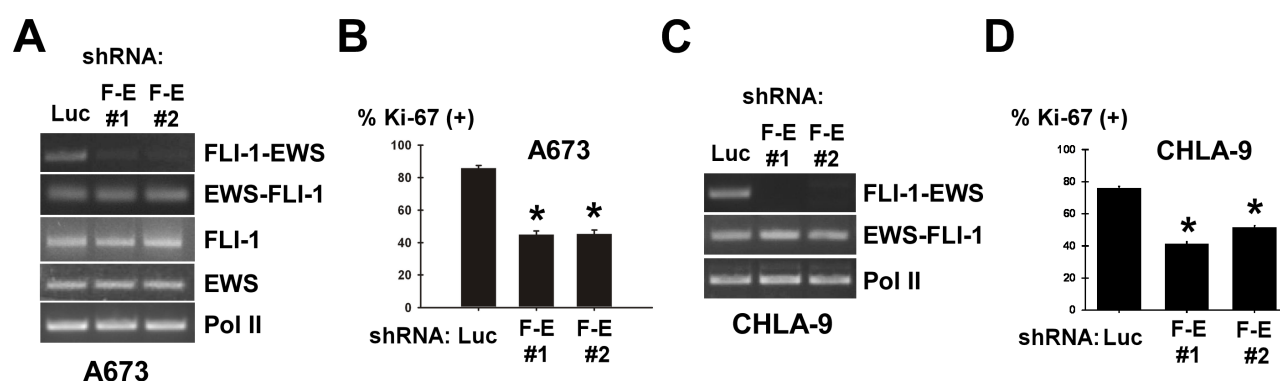 A
shRNA:
Luc F-E #1 F-E #2
FLI-1-EWS
EWS-FLI-1
FLI-1
EWS
Pol II
A673
B
% Ki-67 (+)
A673
100
80
60
40
20
0
* *
shRNA: Luc F-E #1 F-E #2
C
shRNA:
Luc F-E #1 F-E #2
FLI-1-EWS
EWS-FLI-1
Pol II
CHLA-9
D
% Ki-67 (+)
CHLA-9
100
80
60
40
20
0
* *
shRNA: Luc F-E #1 F-E #2